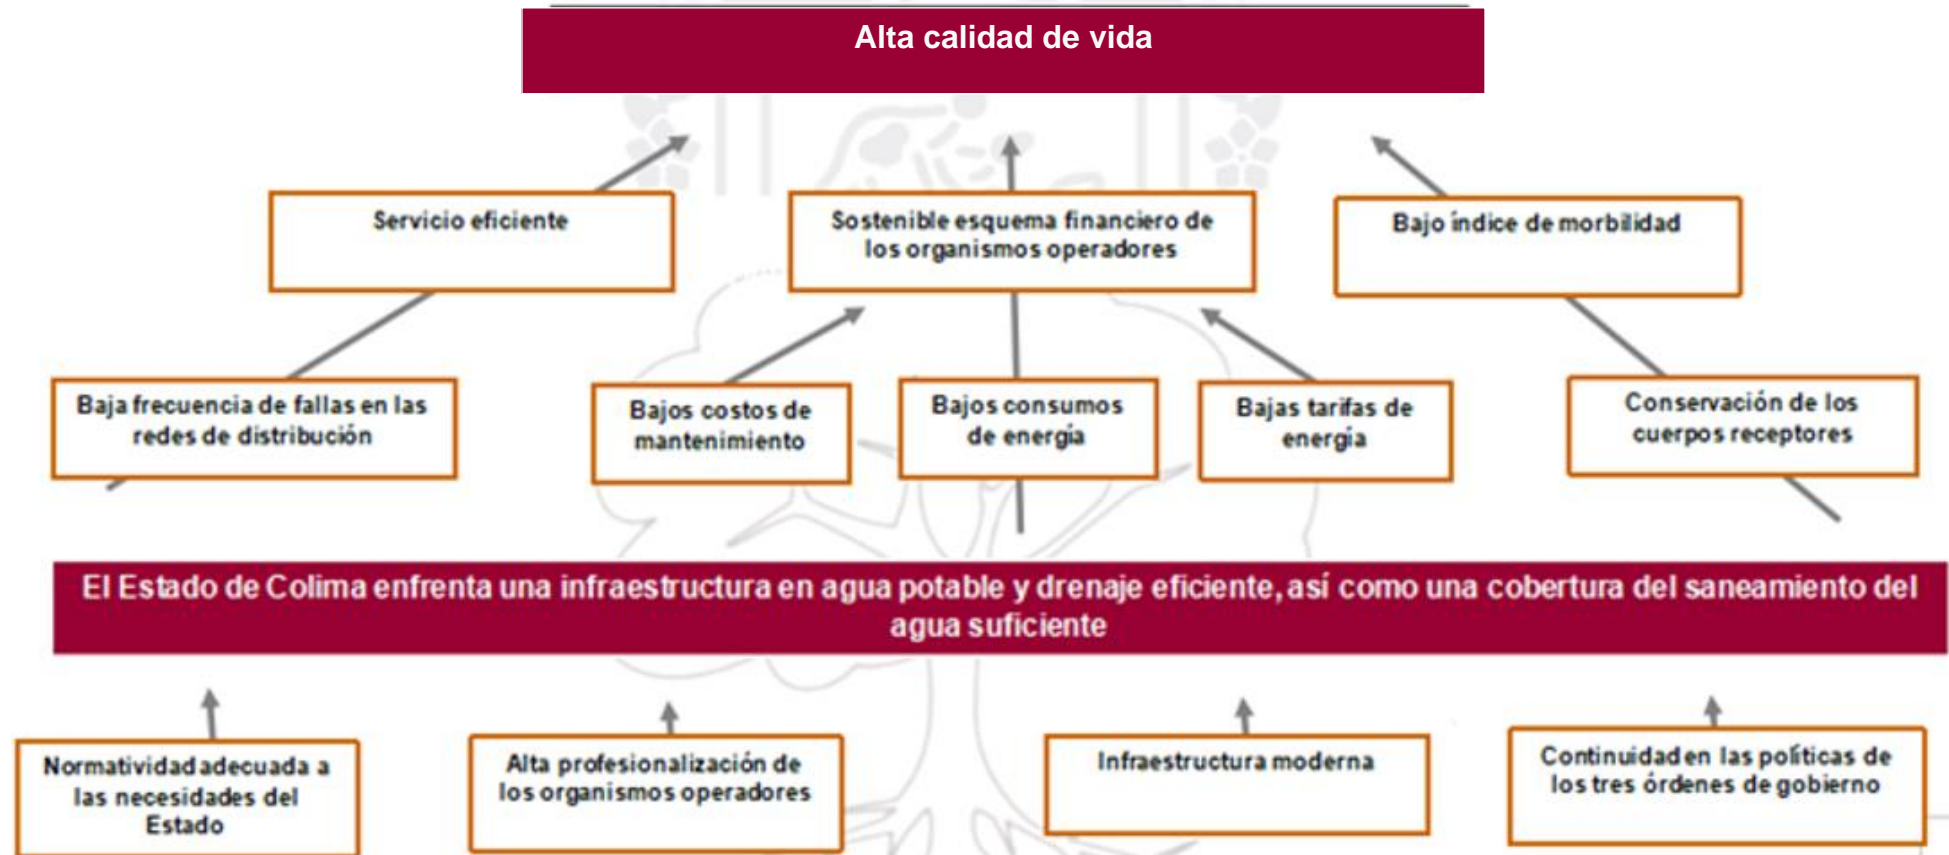 Alta calidad de vida
Servicio eficiente
Sostenible esquema financiero de
los organismos operadores
Bajo índice de morbilidad
Baja frecuencia de fallas en las
redes de distribución
Bajos costos de
mantenimiento
Bajos consumos
de energía
Bajas tarifas de
energía
Conservación de los
cuerpos receptores
El Estado de Colima enfrenta una infraestructura en agua potable y drenaje eficiente, así como una cobertura del saneamiento del
agua suficiente
Normatividad adecuada a
las necesidades del
Estado
Alta profesionalización de
los organismos operadores
Infraestructura moderna
Continuidad en las políticas de
los tres órdenes de gobierno